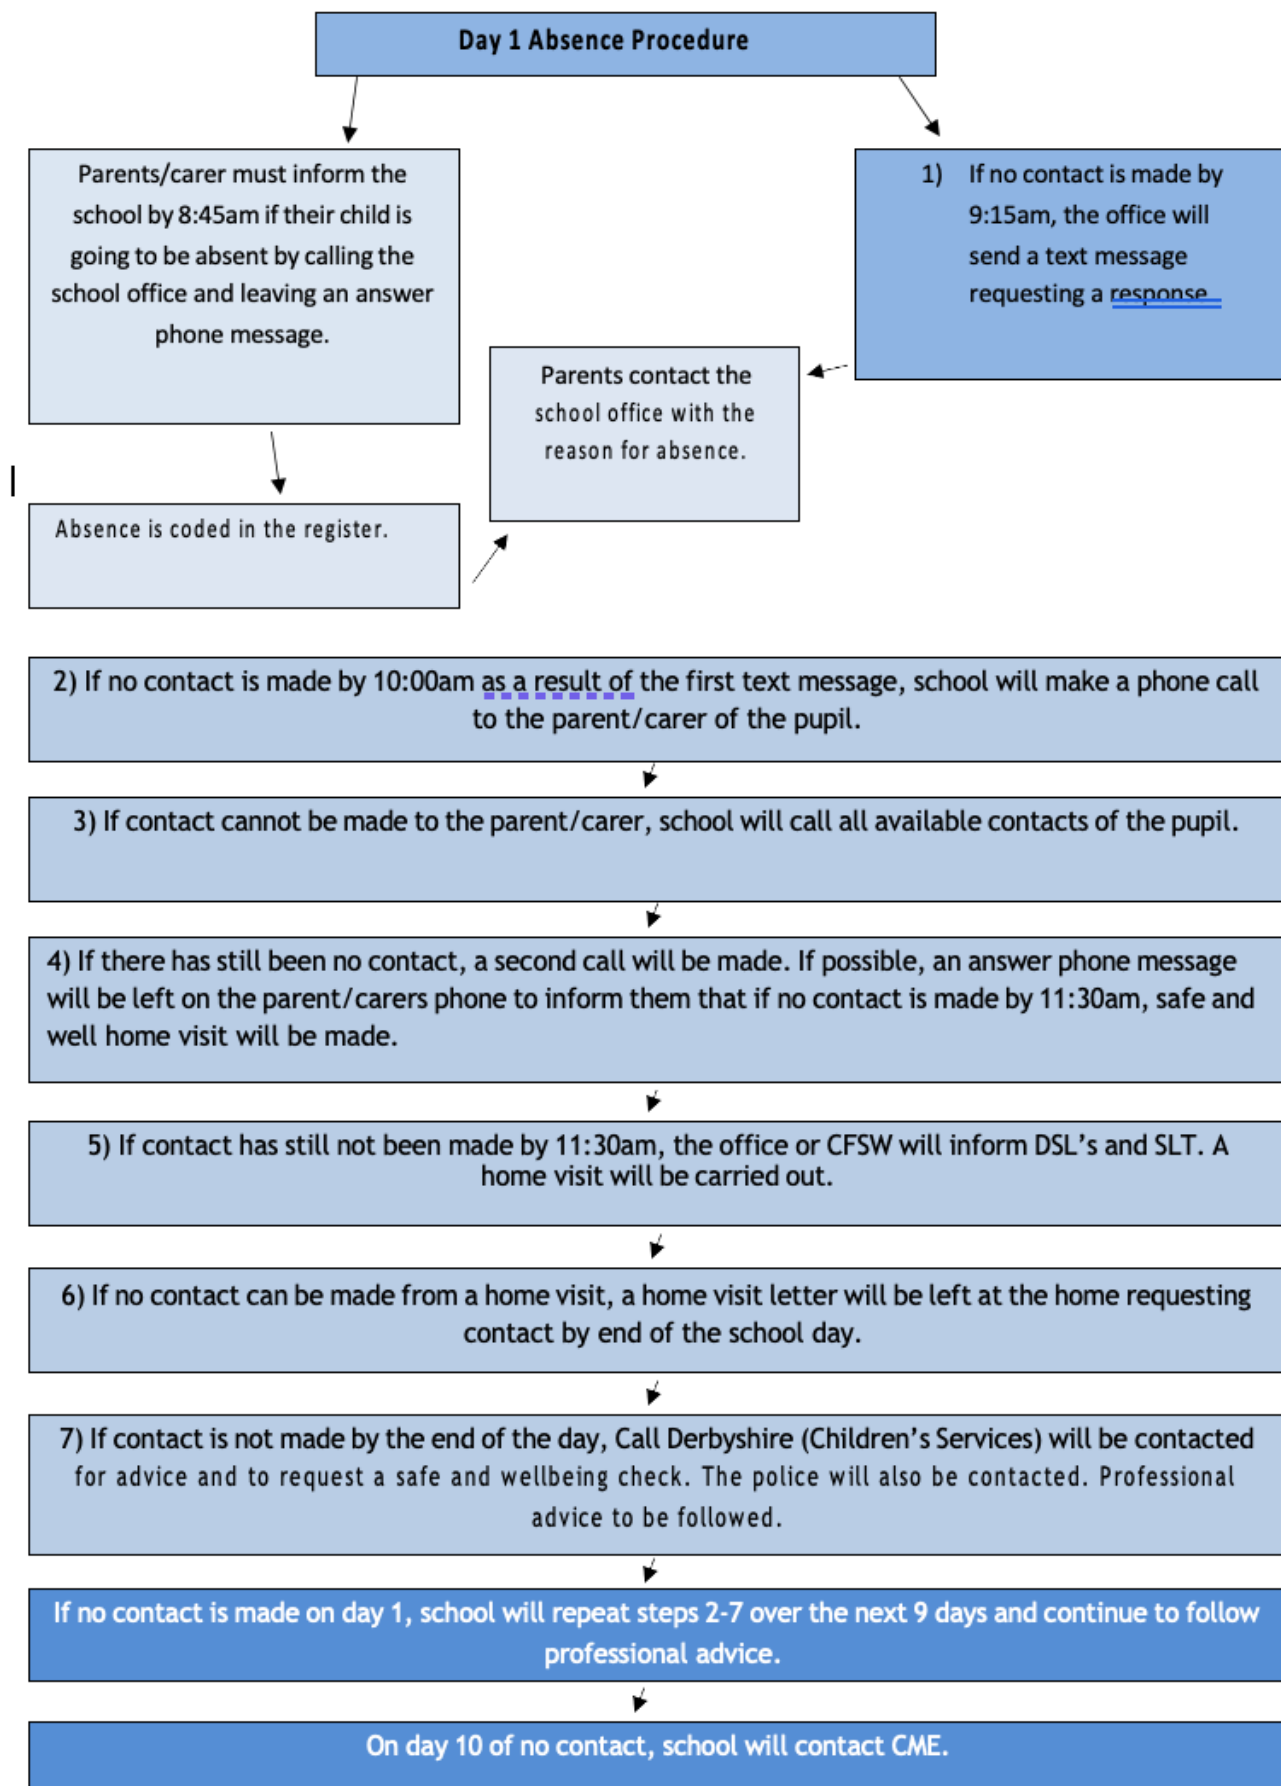 Day 1 Absence Procedure
Parents/carer must inform the
school by 8:45am if their child is
going to be absent by calling the
school office and leaving an answer
phone message.
1) If no contact is made by
9:15am, the office will
send a text message
requesting a response
Parents contact the
school office with the
reason for absence.
Absence is coded in the register.
2) If no contact is made by 10:00am as a result of the first text message, school will make a phone call
to the parent/carer of the pupil.
3) If contact cannot be made to the parent/carer, school will call all available contacts of the pupil.
4) If there has still been no contact, a second call will be made. If possible, an answer phone message
will be left on the parent/carers phone to inform them that if no contact is made by 11:30am, safe and
well home visit will be made.
5) If contact has still not been made by 11:30am, the office or CFSW will inform DSL's and SLT. A
home visit will be carried out.
6) If no contact can be made from a home visit, a home visit letter will be left at the home requesting
contact by end of the school day.
7) If contact is not made by the end of the day, Call Derbyshire (Children's Services) will be contacted
for advice and to request a safe and wellbeing check. The police will also be contacted. Professional
advice to be followed.
If no contact is made on day 1, school will repeat steps 2-7 over the next 9 days and continue to follow
professional advice.
On day 10 of no contact, school will contact CME.